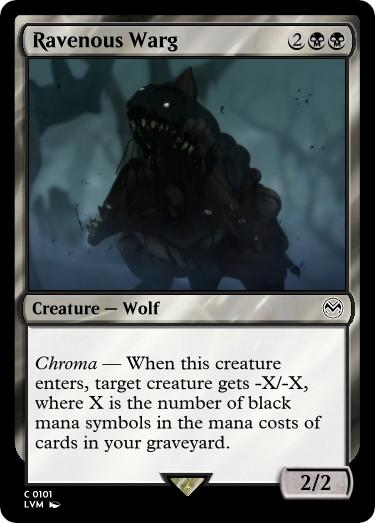 Ravenous Warg 2
Creature — Wolf
Chroma — When this creature
enters, target creature gets -X/-X,
where X is the number of black
mana symbols in the mana costs of
cards in your graveyard.
2/2
C 0101
LVM